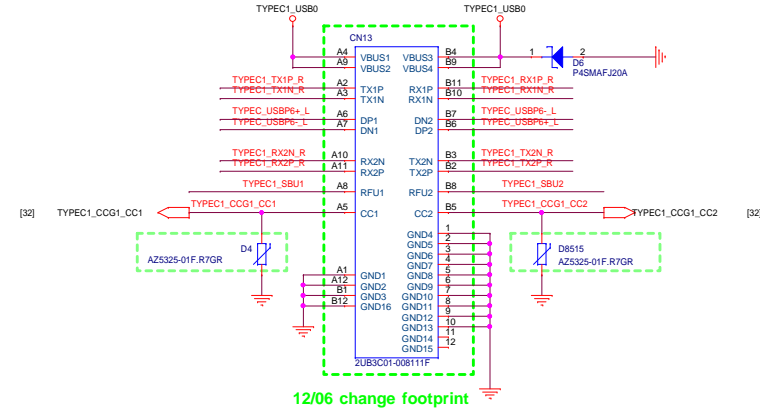 TYPEC1_USB0 TYPEC1_USB0
CN13
A4 VBUS1 VBUS3 B4 1 2
A9 VBUS2 VBUS4 B9 D6
P4SMAFJ20A
TYPEC1_TX1P_R A2 TX1P RX1P B11 TYPEC1_RX1P_R
TYPEC1_TX1N_R A3 TX1N RX1N B10 TYPEC1_RX1N_R
TYPEC_USBP6+_L A6 DP1 DN2 B7 TYPEC_USBP6-_L
TYPEC_USBP6-_L A7 DN1 DP2 B6 TYPEC_USBP6+_L
TYPEC1_RX2N_R A10 RX2N TX2N B3 TYPEC1_TX2N_R
TYPEC1_RX2P_R A11 RX2P TX2P B2 TYPEC1_TX2P_R
TYPEC1_SBU1 A8 RFU1 RFU2 B8 TYPEC1_SBU2
[32] TYPEC1_CCG1_CC1 TYPEC1_CCG1_CC1 A5 CC1 CC2 B5 TYPEC1_CCG1_CC2 TYPEC1_CCG1_CC2 [32]
GND4 1
GND5 2
GND6 3
GND7 4
D4 D8515
AZ5325-01F.R7GR AZ5325-01F.R7GR
A1 GND1 GND8 5
A12 GND2 GND9 6
B1 GND3 GND10 7
B12 GND16 GND11 8
GND12 9
GND13 10
GND14 11
GND15 12
2UB3C01-008111F
12/06 change footprint